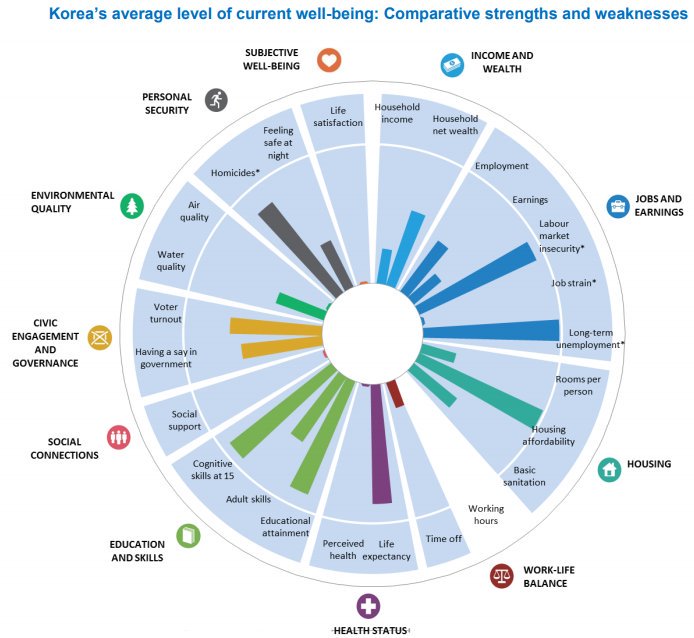 Korea's average level of current well-being: Comparative strengths and weaknesses
SUBJECTIVE
WELL-BEING
INCOME AND
WEALTH
PERSONAL
SECURITY
Life
satisfaction
Household
income
Household
net wealth
Feeling
safe at
night
Homicides*
Employment
Earnings
JOBS AND
EARNINGS
ENVIRONMENTAL
QUALITY
Air
quality
Water
quality
Labour
market
insecurity*
Job strain*
Long-term
unemployment*
CIVIC
ENGAGEMENT
AND
GOVERNANCE
Voter
turnout
Having a say in
government
Rooms per
person
Housing
affordability
Basic
sanitation
HOUSING
SOCIAL
CONNECTIONS
Social
support
Cognitive
skills at 15
Adult skills
Educational
attainment
Working
hours
Time off
EDUCATION
AND SKILLS
Perceived
health
Life
expectancy
WORK-LIFE
BALANCE
HEALTH STATUS